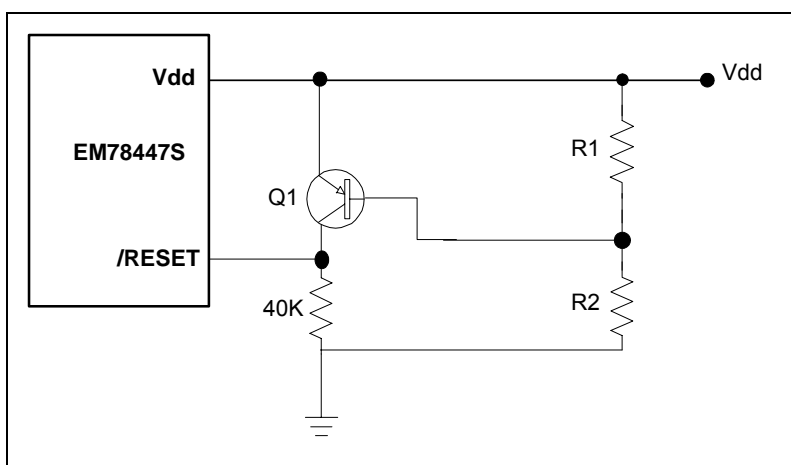 Vdd
Vdd
R1
EM78447S
Q1
/RESET
40K
R2